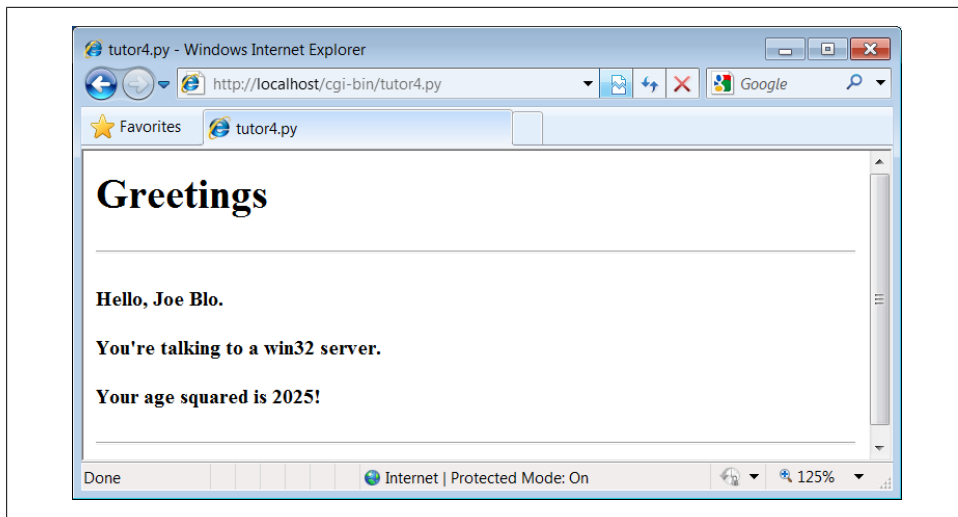 tutor4.py - Windows Internet Explorer
http://localhost/cgi-bin/tutor4.py
Google
Favorites
tutor4.py
Greetings
Hello, Joe Blo.
You're talking to a win32 server.
Your age squared is 2025!
Done
Internet | Protected Mode: On
125%